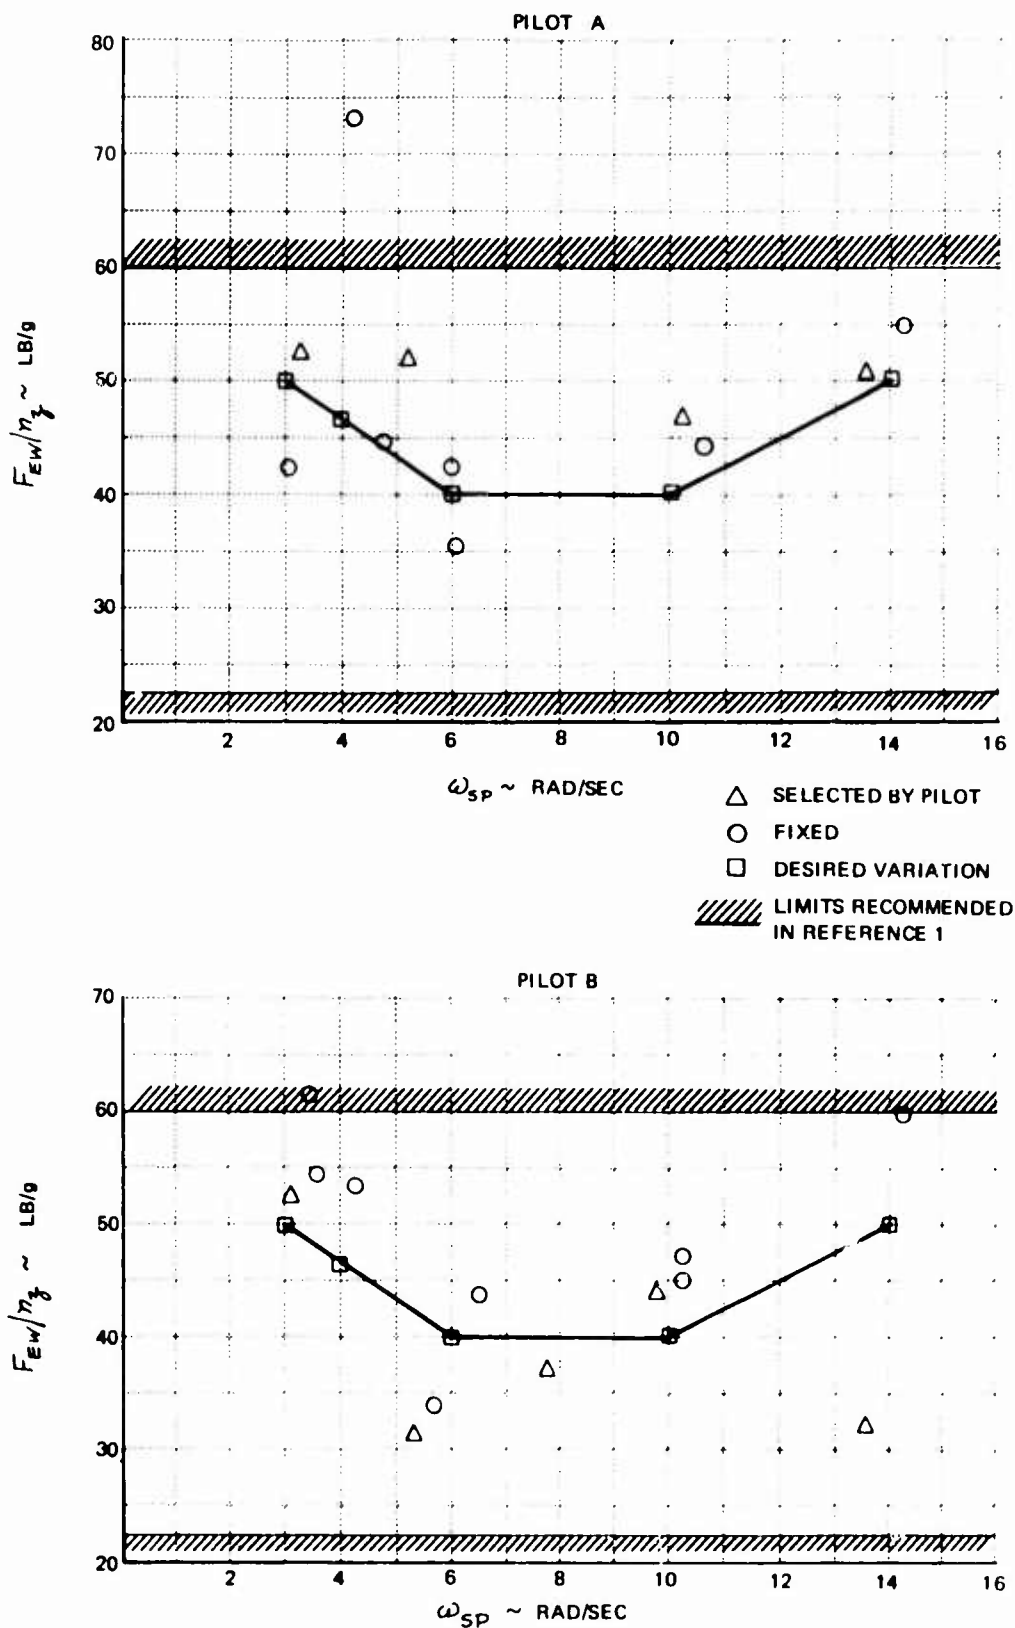 PILOT A
80
70
60
50
40
30
20
F_EW/n_z ~ LB/g
2 4 6 8 10 12 14 16
ω_SP ~ RAD/SEC
△ SELECTED BY PILOT
○ FIXED
□ DESIRED VARIATION
LIMITS RECOMMENDED
IN REFERENCE 1
PILOT B
70
60
50
40
30
20
F_EW/n_z ~ LB/g
2 4 6 8 10 12 14 16
ω_SP ~ RAD/SEC